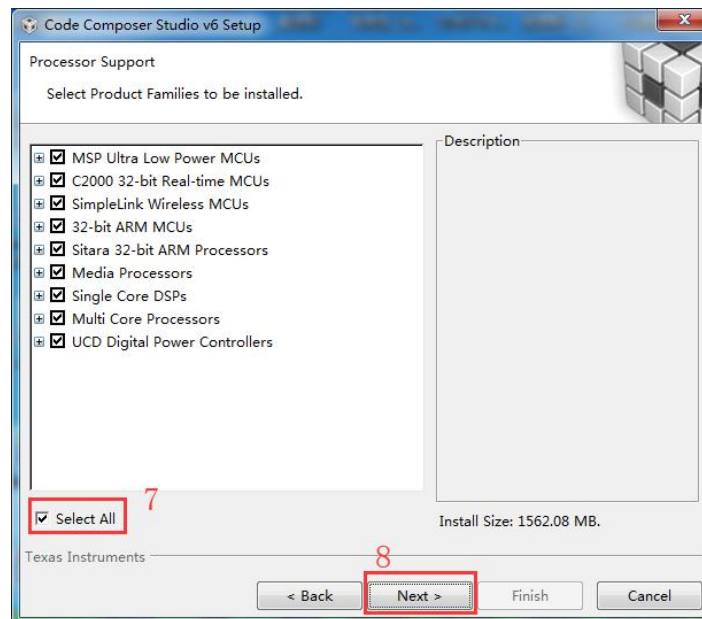 Code Composer Studio v6 Setup
Processor Support
Select Product Families to be installed.
MSP Ultra Low Power MCUs
C2000 32-bit Real-time MCUs
SimpleLink Wireless MCUs
32-bit ARM MCUs
Sitara 32-bit ARM Processors
Media Processors
Single Core DSPs
Multi Core Processors
UCD Digital Power Controllers
Description
7
Select All
Install Size: 1562.08 MB.
Texas Instruments
8
< Back
Next >
Finish
Cancel